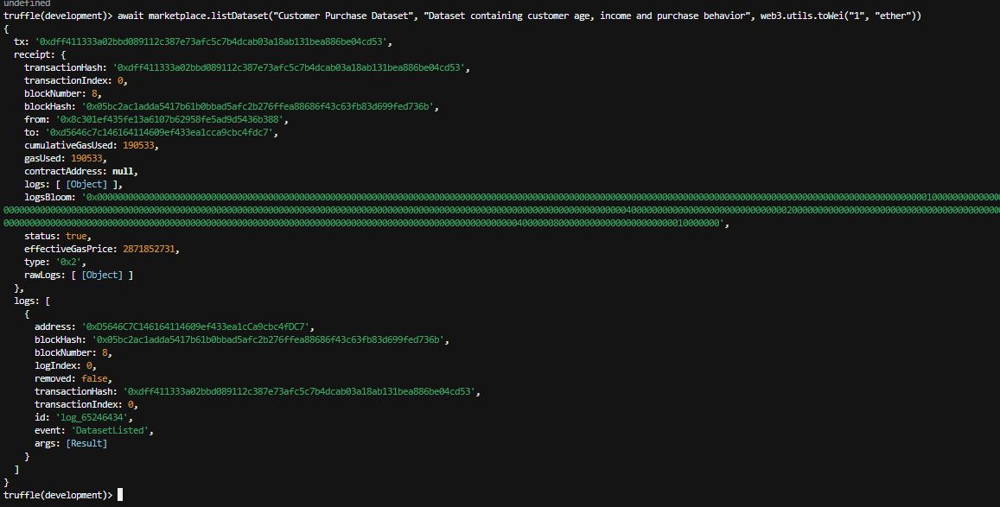 undefined
truffle(development)> await marketplace.listDataset("Customer Purchase Dataset", "Dataset containing customer age, income and purchase behavior", web3.utils.toWei("1", "ether"))
{
tx: '0xdff411333a02bbd089112c387e73afc5c7b4dcab03a18ab131bea886be04cd53',
receipt: {
transactionHash: '0xdff411333a02bbd089112c387e73afc5c7b4dcab03a18ab131bea886be04cd53',
transactionIndex: 0,
blockNumber: 8,
blockHash: '0x05bc2ac1adda5417b61b0bbad5afc2b276ffea88686f43c63fb83d699fed736b',
from: '0x8c301ef435fe13a6107b62958fe5ad9d5436b388',
to: '0xd5646c7c146164114609ef433ea1cca9cbc4fdc7',
cumulativeGasUsed: 190533,
gasUsed: 190533,
contractAddress: null,
logs: [ [Object] ],
logsBloom:
status: true,
effectiveGasPrice: 2871852731,
type: '0x2',
rawLogs: [ [Object] ]
},
logs: [
{
address: '0xD5646C7C146164114609ef433ea1cCa9cbc4fDC7',
blockHash: '0x05bc2ac1adda5417b61b0bbad5afc2b276ffea88686f43c63fb83d699fed736b',
blockNumber: 8,
logIndex: 0,
removed: false,
transactionHash: '0xdff411333a02bbd089112c387e73afc5c7b4dcab03a18ab131bea886be04cd53',
transactionIndex: 0,
id: 'log_65246434',
event: 'DatasetListed',
args: [Result]
}
]
}
truffle(development)>